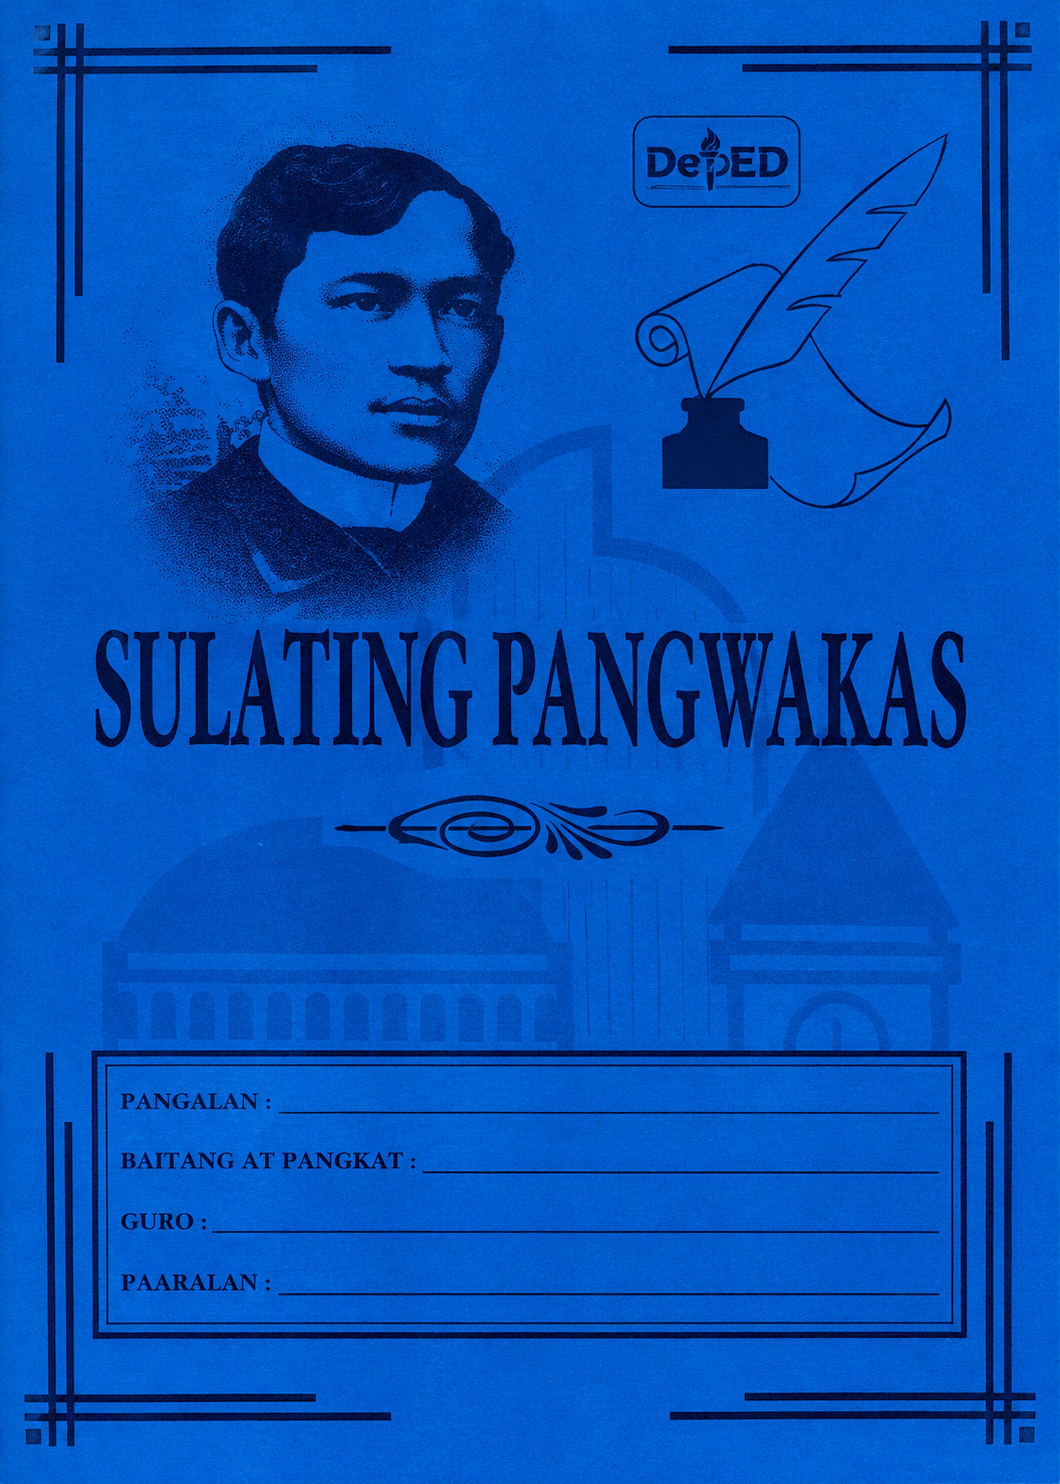 DepED
SULATING PANGWAKAS
PANGALAN :
BAITANG AT PANGKAT :
GURO :
PAARALAN :